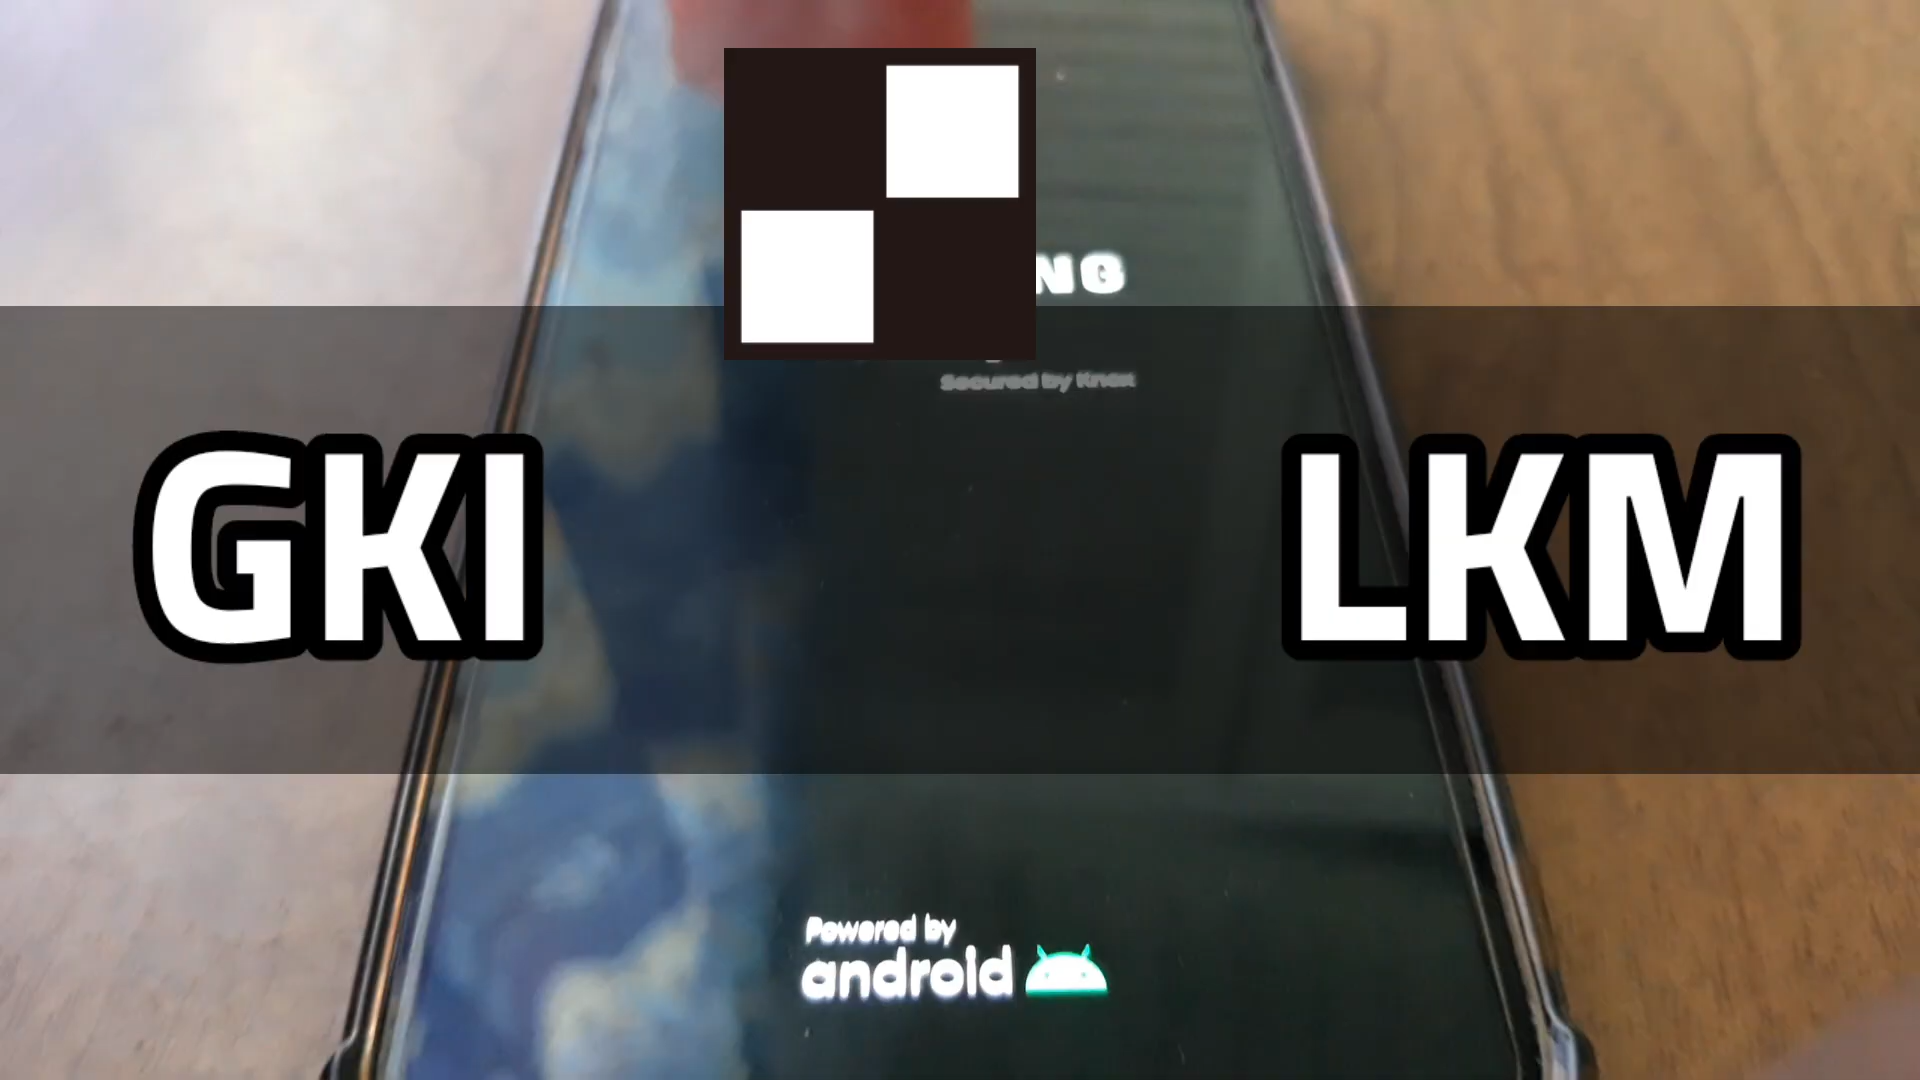 NG
Secured by Knox
GKI
LKM
Powered by
android